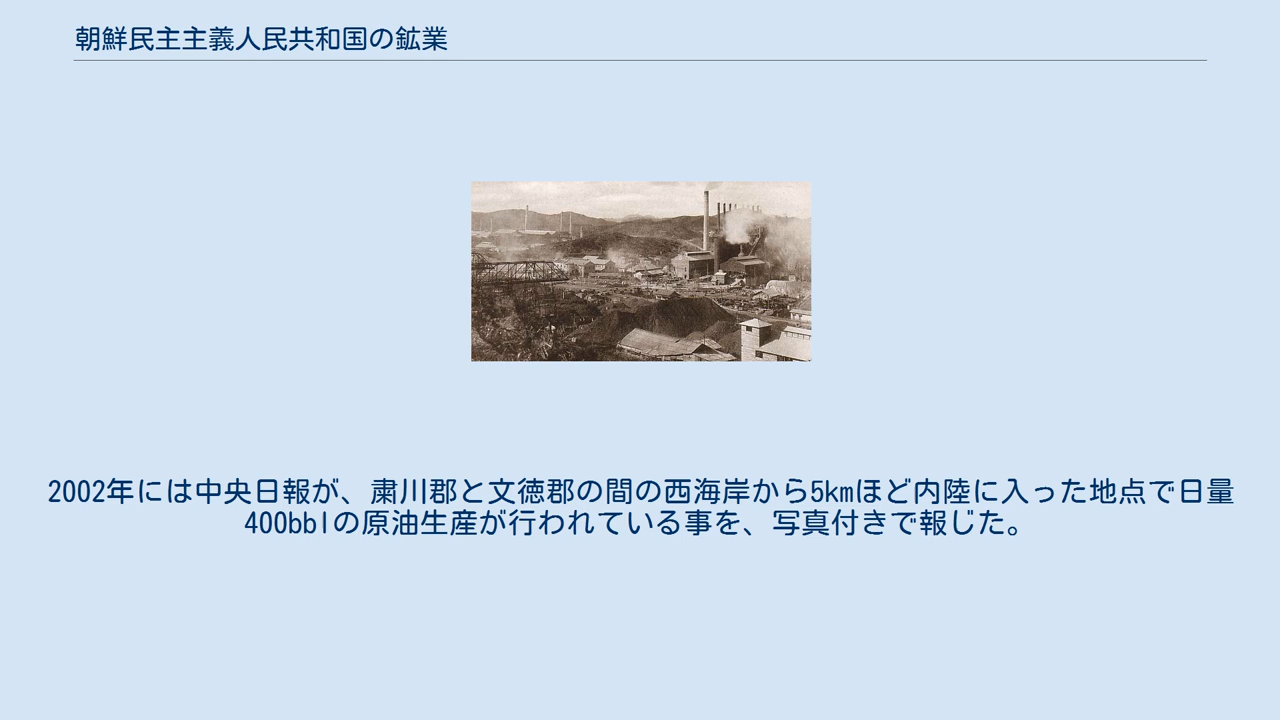 朝鮮民主主義人民共和国の鉱業
2002年には中央日報が、粛川郡と文徳郡の間の西海岸から5kmほど内陸に入った地点で日量
400bblの原油生産が行われている事を、写真付きで報じた。